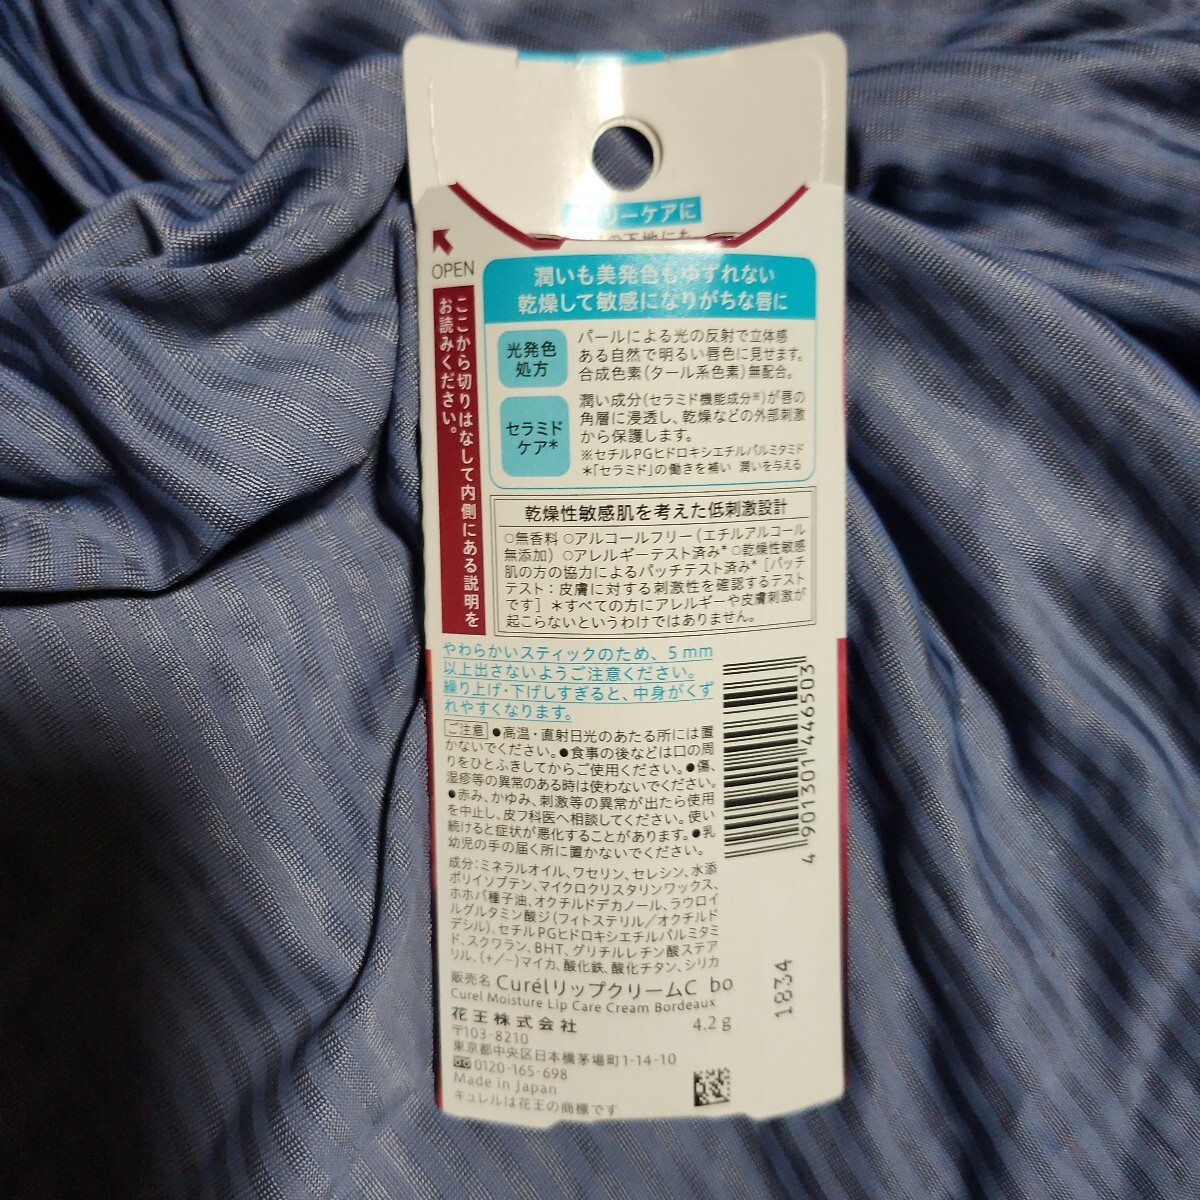 リーケアに
の下地にも
OPEN
ここから切りはなして内側にある説明を
お読みください。
潤いも美発色もゆずれない
乾燥して敏感になりがちな唇に
光発色
処方
パールによる光の反射で立体感
ある自然で明るい唇色に見せます。
合成色素(タール系色素)無配合。
セラミド
ケア*
潤い成分(セラミド機能成分※)が唇の
角層に浸透し、乾燥などの外部刺激
から保護します。
※セチルPGヒドロキシエチルパルミタミド
*「セラミド」の働きを補い 潤いを与える
乾燥性敏感肌を考えた低刺激設計
○無香料 ○アルコールフリー(エチルアルコール
無添加) ○アレルギーテスト済み* ○乾燥性敏感
肌の方の協力によるパッチテスト済み* [パッチ
テスト:皮膚に対する刺激性を確認するテスト
です] *すべての方にアレルギーや皮膚刺激が
起こらないというわけではありません。
やわらかいスティックのため、5mm
以上出さないようご注意ください。
繰り上げ・下げしすぎると、中身がくず
れやすくなります。
ご注意 ●高温・直射日光のあたる所には置
かないでください。●食事の後などは口の周
りをひとふきしてからご使用ください。●傷、
湿疹等の異常のある時は使わないでください。
●赤み、かゆみ、刺激等の異常が出たら使用
を中止し、皮フ科医へ相談してください。使い
続けると症状が悪化することがあります。●乳
幼児の手の届く所に置かないでください。
成分:ミネラルオイル、ワセリン、セレシン、水添
ポリイソブテン、マイクロクリスタリンワックス、
ホホバ種子油、オクチルドデカノール、ラウロイ
ルグルタミン酸ジ(フィトステリル/オクチルド
デシル)、セチルPGヒドロキシエチルパルミタミ
ド、スクワラン、BHT、グリチルレチン酸ステア
リル、(+/-)マイカ、酸化鉄、酸化チタン、シリカ
販売名 CurélリップクリームC bo
Curel Moisture Lip Care Cream Bordeaux
花王株式会社 4.2g
〒103-8210
東京都中央区日本橋茅場町1-14-10
0120-165-698
Made in Japan
キュレルは花王の商標です
4 901301 446503
1834